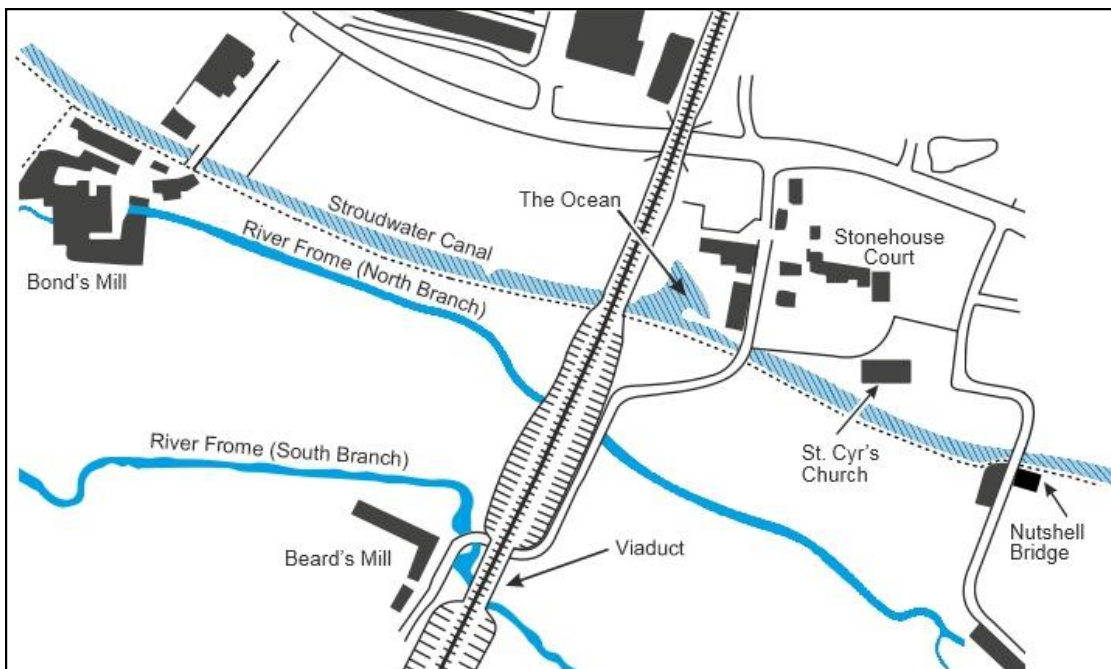 The Ocean
Stroudwater Canal
Stonehouse
Court
River Frome (North Branch)
Bond's Mill
River Frome (South Branch)
St. Cyr's
Church
Nutshell
Bridge
Beard's Mill
Viaduct